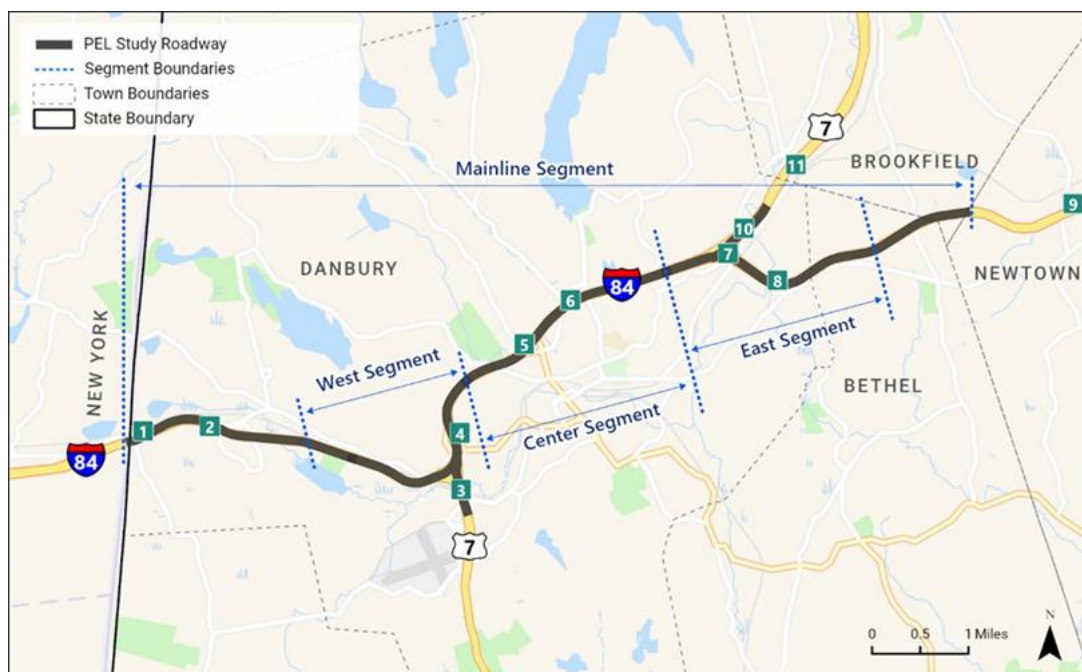 PEL Study Roadway
Segment Boundaries
Town Boundaries
State Boundary
7
11
BROOKFIELD
Mainline Segment
9
10
7
DANBURY
8
NEWTOWN
84
6
East Segment
5
NEW YORK
West Segment
BETHEL
Center Segment
1
2
4
84
3
7
N
0 0.5 1 Miles